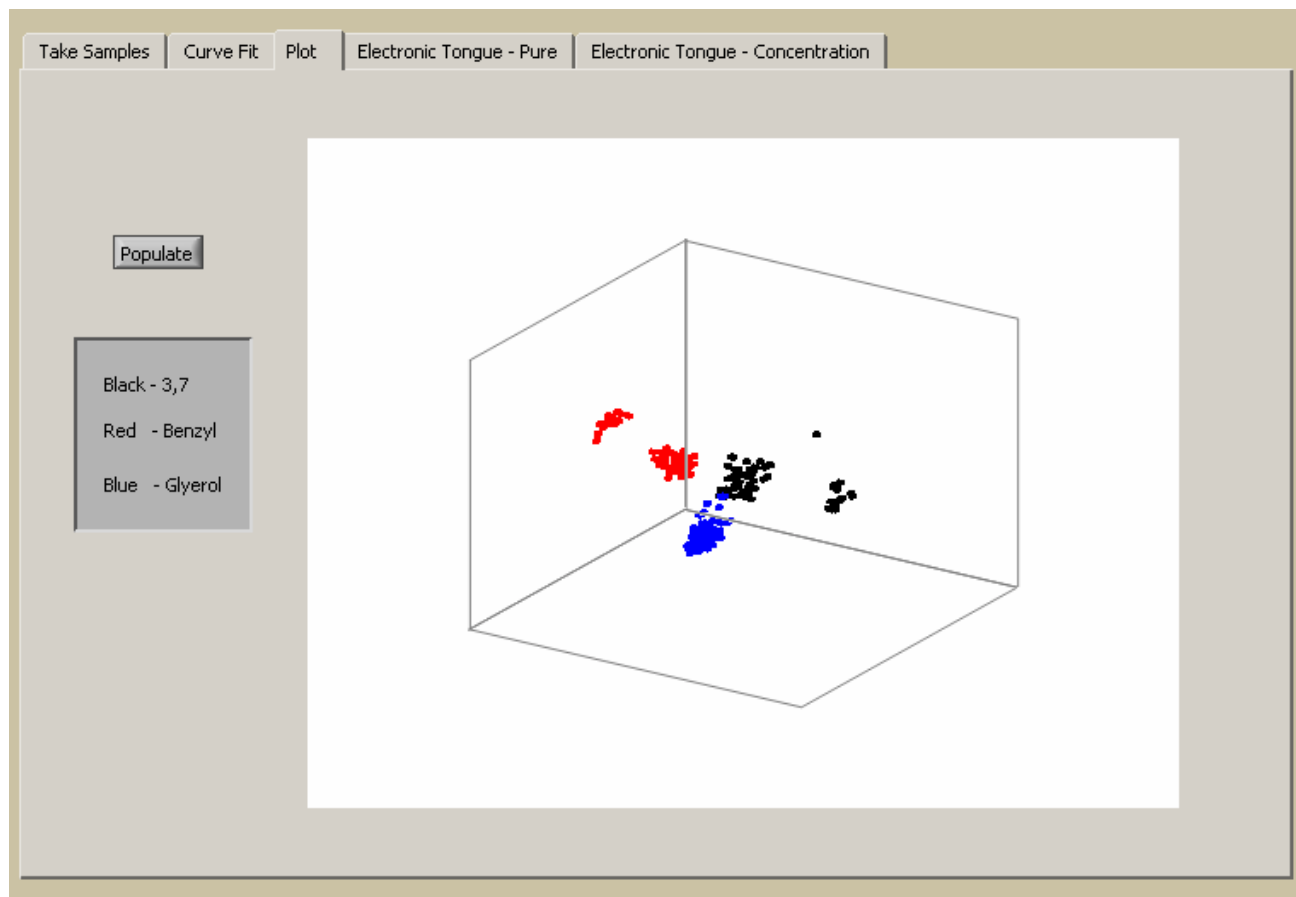 Take Samples Curve Fit Plot Electronic Tongue - Pure Electronic Tongue - Concentration
Populate
Black - 3,7
Red - Benzyl
Blue - Glyerol